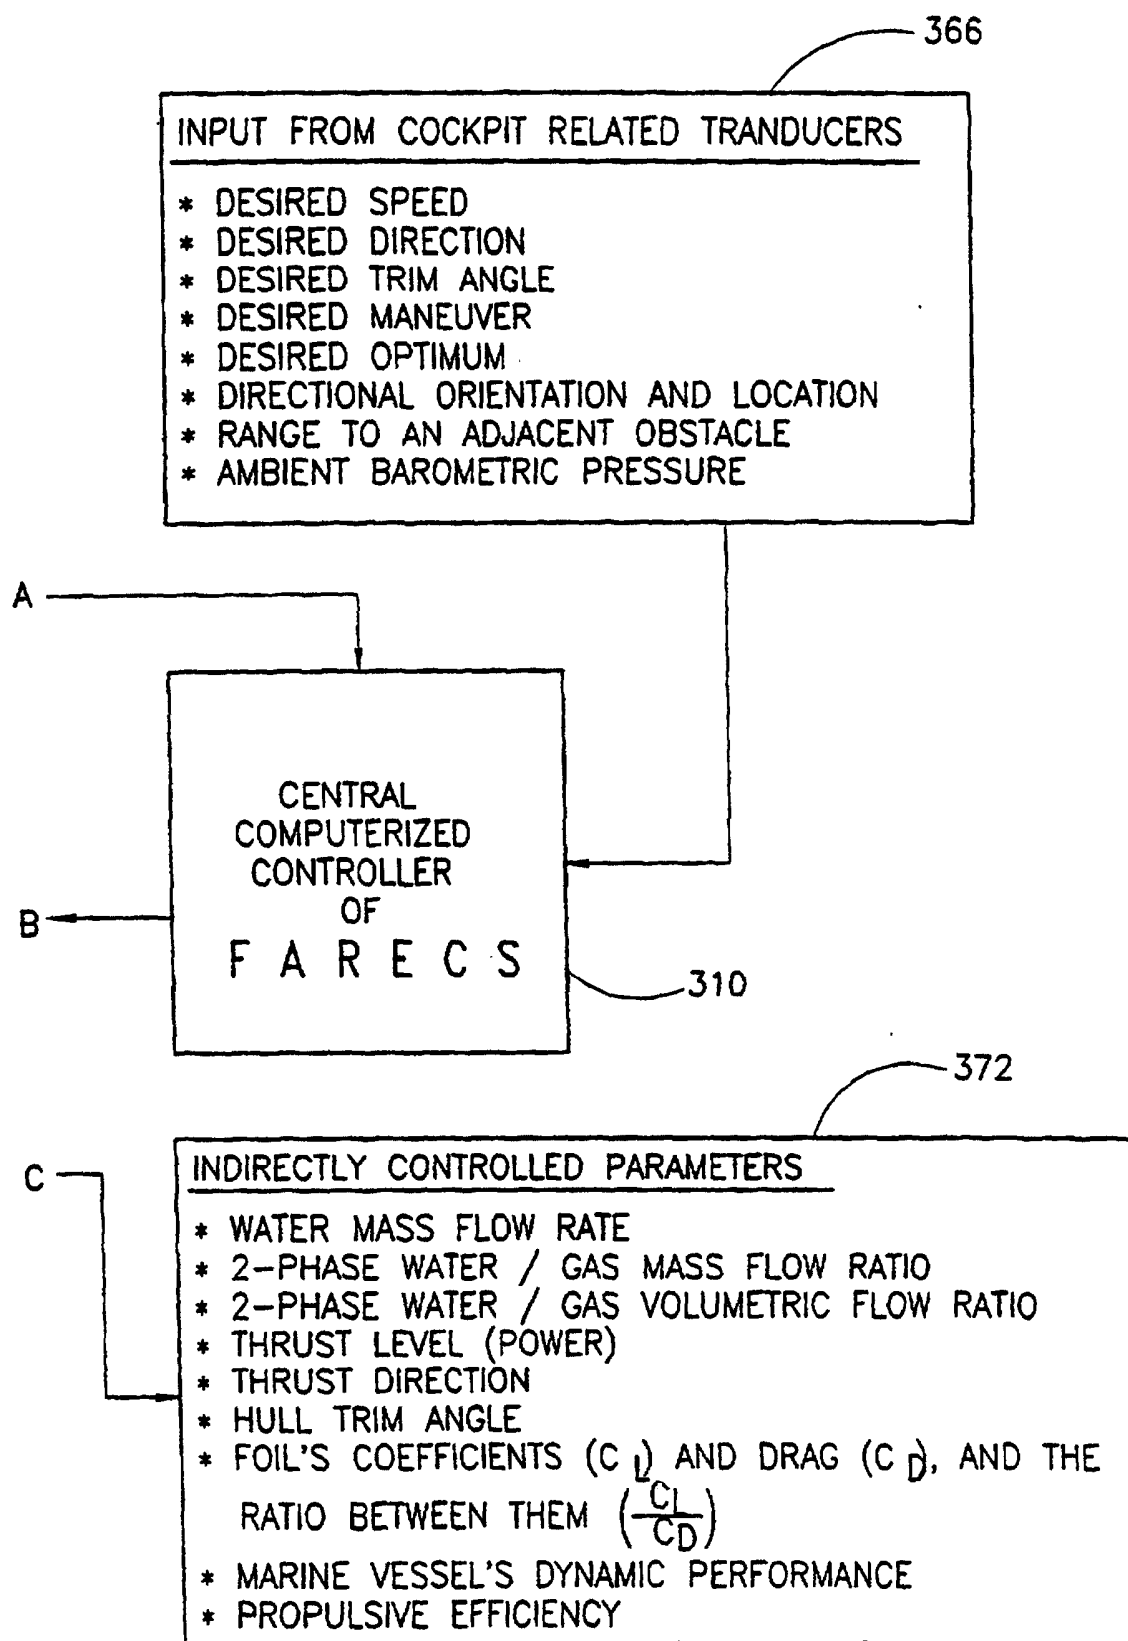 366
INPUT FROM COCKPIT RELATED TRANDUCERS
* DESIRED SPEED
* DESIRED DIRECTION
* DESIRED TRIM ANGLE
* DESIRED MANEUVER
* DESIRED OPTIMUM
* DIRECTIONAL ORIENTATION AND LOCATION
* RANGE TO AN ADJACENT OBSTACLE
* AMBIENT BAROMETRIC PRESSURE
A
CENTRAL
COMPUTERIZED
CONTROLLER
OF
F A R E C S
B
310
372
C
INDIRECTLY CONTROLLED PARAMETERS
* WATER MASS FLOW RATE
* 2-PHASE WATER / GAS MASS FLOW RATIO
* 2-PHASE WATER / GAS VOLUMETRIC FLOW RATIO
* THRUST LEVEL (POWER)
* THRUST DIRECTION
* HULL TRIM ANGLE
* FOIL'S COEFFICIENTS (C L) AND DRAG (C D), AND THE
RATIO BETWEEN THEM (CL/CD)
* MARINE VESSEL'S DYNAMIC PERFORMANCE
* PROPULSIVE EFFICIENCY